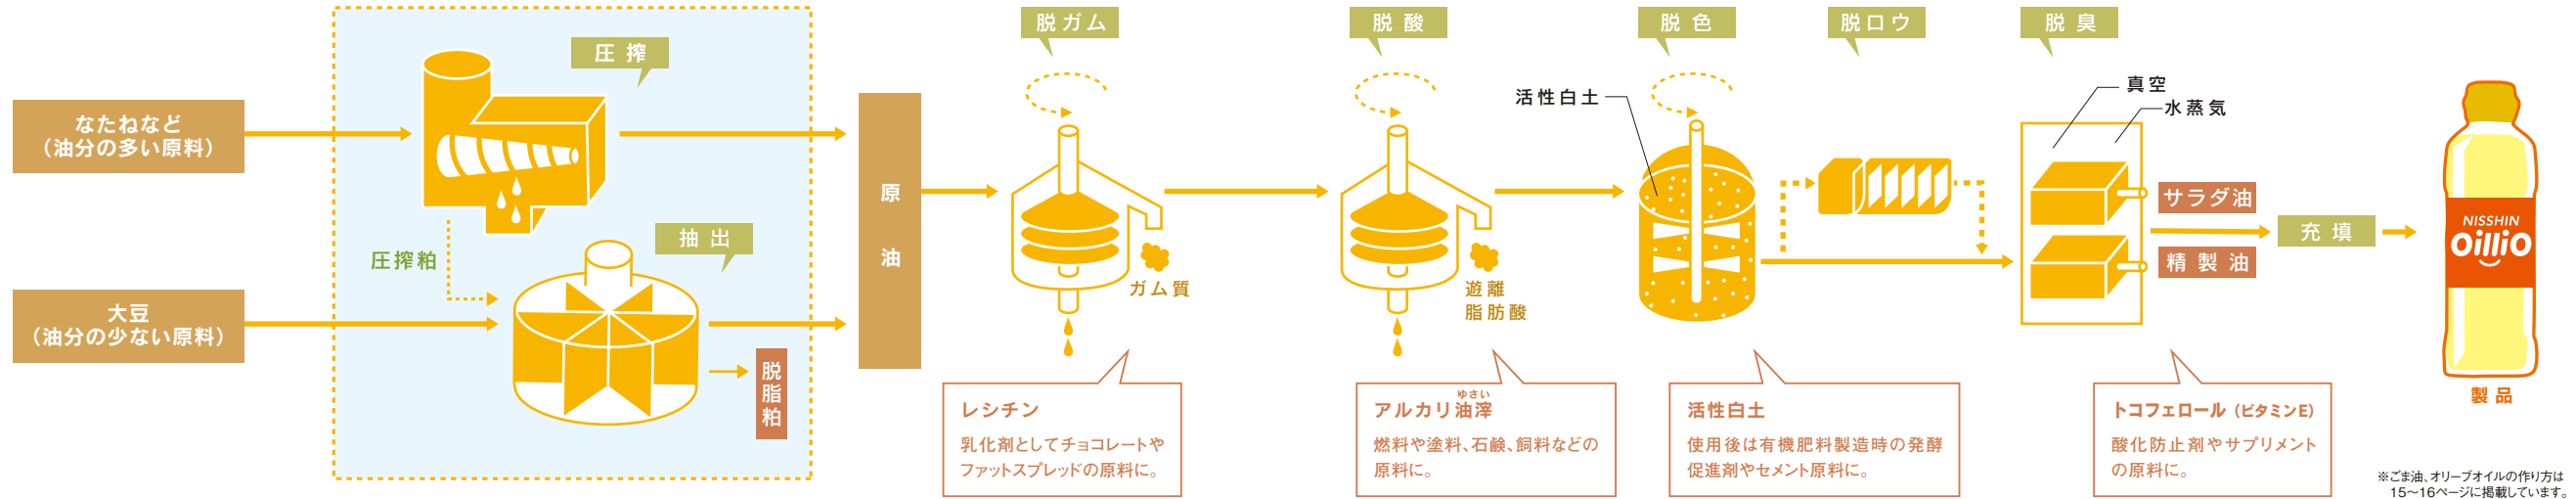 なたねなど
（油分の多い原料）
大豆
（油分の少ない原料）
圧搾
圧搾粕
抽出
脱脂粕
原油
脱ガム
ガム質
レシチン
乳化剤としてチョコレートや
ファットスプレッドの原料に。
脱酸
遊離
脂肪酸
ゆさい
アルカリ油滓
燃料や塗料、石鹸、飼料などの
原料に。
脱色
活性白土
活性白土
使用後は有機肥料製造時の発酵
促進剤やセメント原料に。
脱ロウ
脱臭
真空
水蒸気
トコフェロール（ビタミンE）
酸化防止剤やサプリメント
の原料に。
サラダ油
精製油
充填
NISSHIN
OilliO
製品
※ごま油、オリーブオイルの作り方は
15〜16ページに掲載しています。